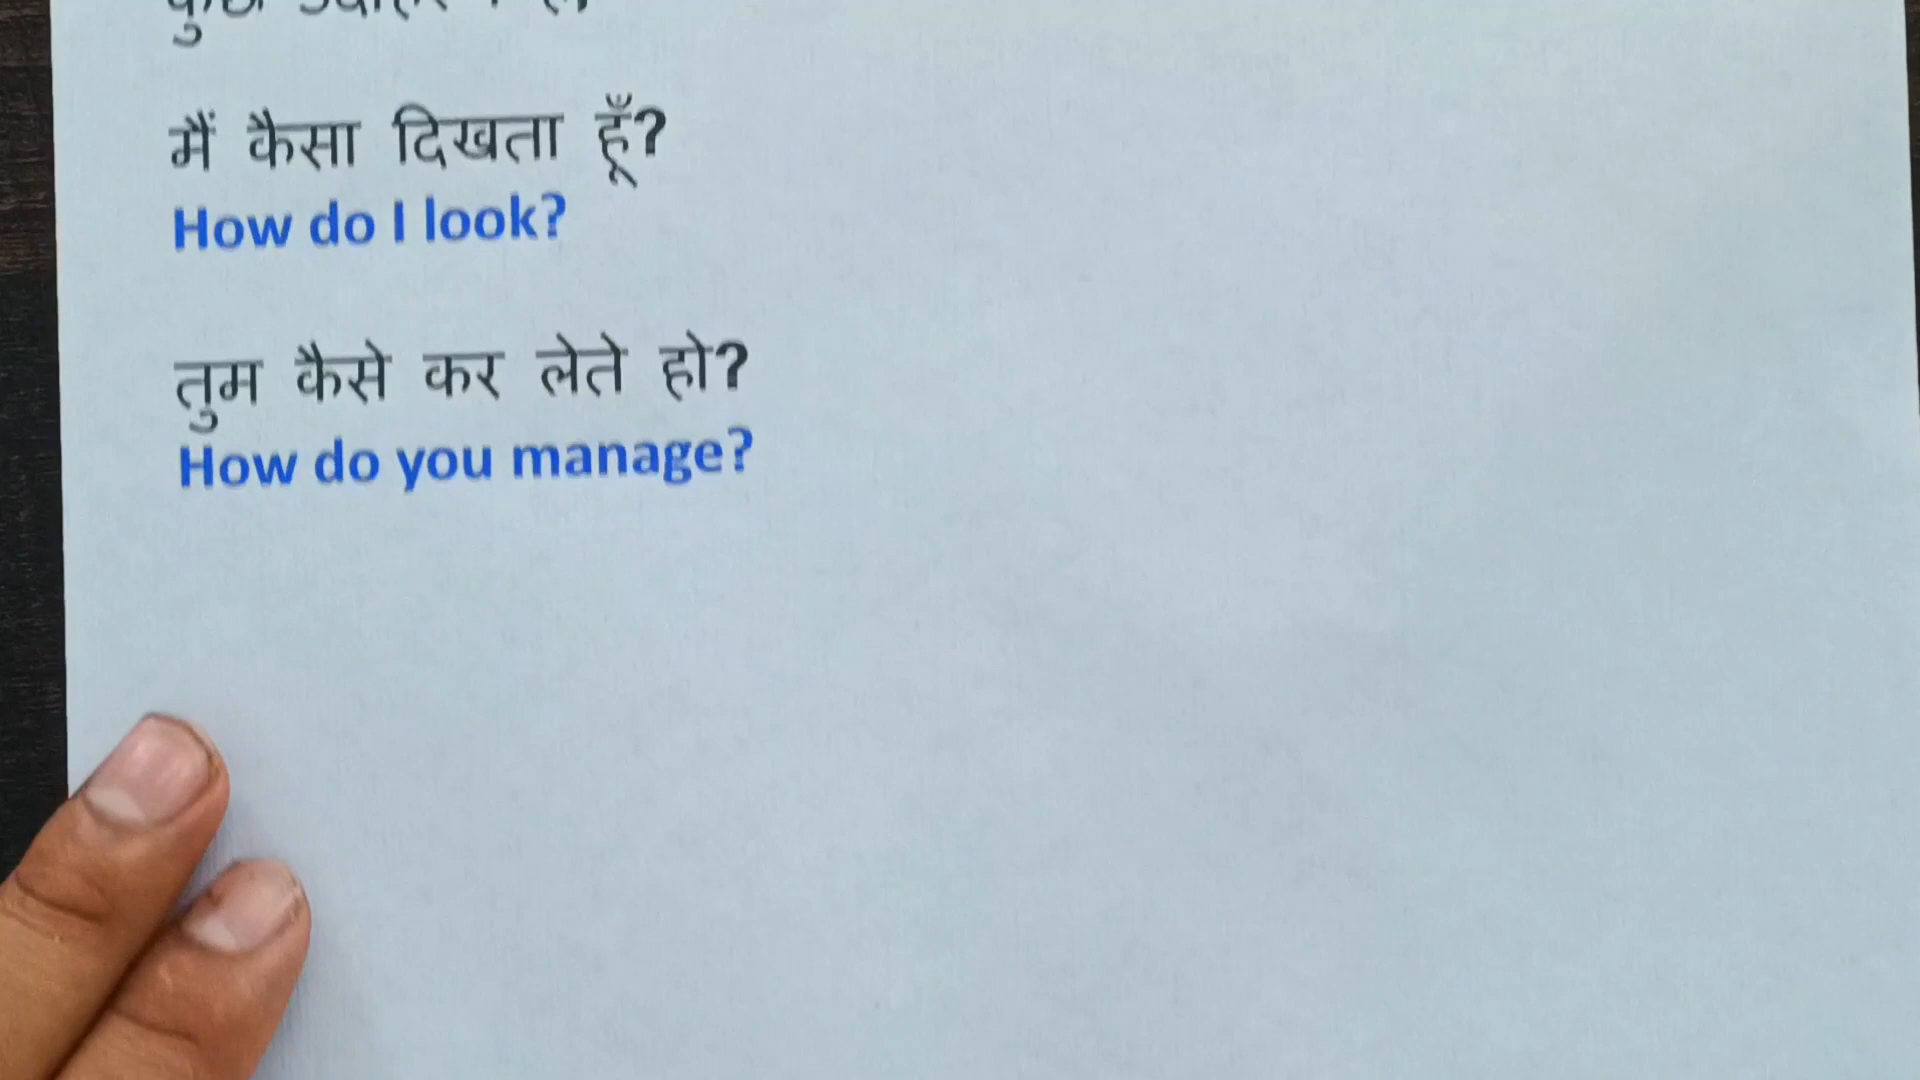 मैं कैसा दिखता हूँ?
How do I look?
तुम कैसे कर लेते हो?
How do you manage?